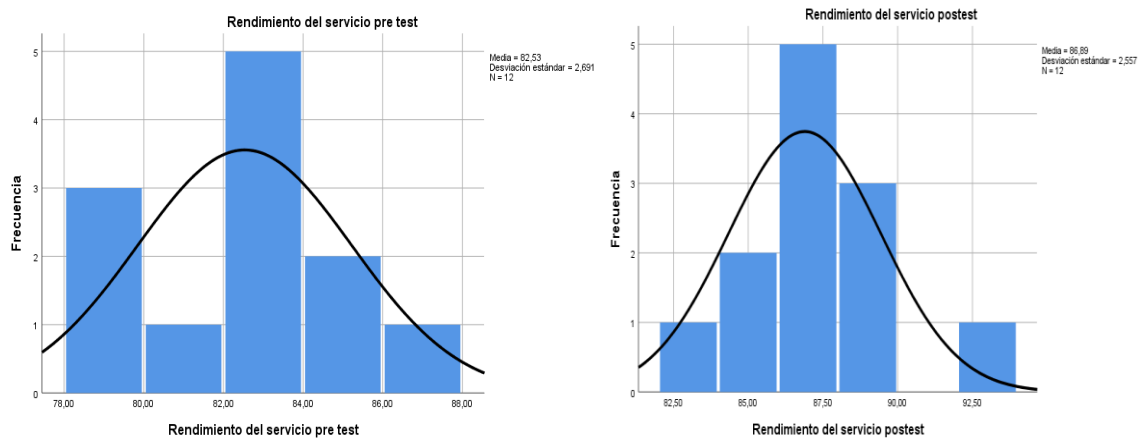 Rendimiento del servicio pre test
Media = 82,53
Desviación estándar = 2,691
N = 12
Frecuencia
5
4
3
2
1
0
78,00 80,00 82,00 84,00 86,00 88,00
Rendimiento del servicio pre test
Rendimiento del servicio postest
Media = 86,89
Desviación estándar = 2,557
N = 12
Frecuencia
5
4
3
2
1
0
82,50 85,00 87,50 90,00 92,50
Rendimiento del servicio postest